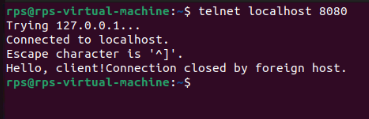 rps@rps-virtual-machine:~$ telnet localhost 8080
Trying 127.0.0.1...
Connected to localhost.
Escape character is '^]'.
Hello, client!Connection closed by foreign host.
rps@rps-virtual-machine:~$